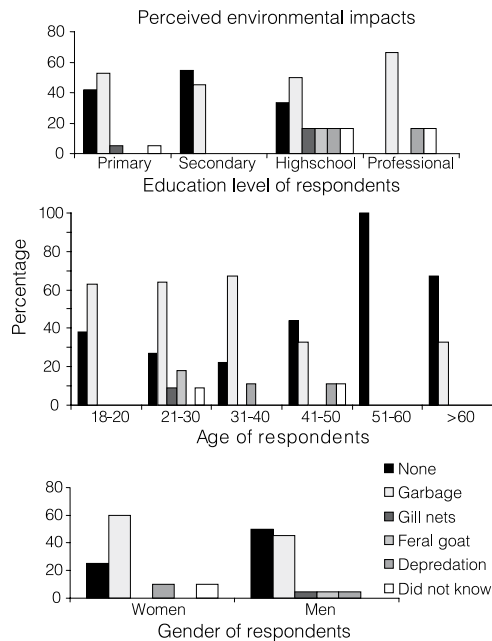 Perceived environmental impacts
80
60
40
20
0
Primary Secondary Highschool Professional
Education level of respondents
Percentage
100
80
60
40
20
0
18-20 21-30 31-40 41-50 51-60 >60
Age of respondents
None
Garbage
Gill nets
Feral goat
Depredation
Did not know
80
60
40
20
0
Women Men
Gender of respondents